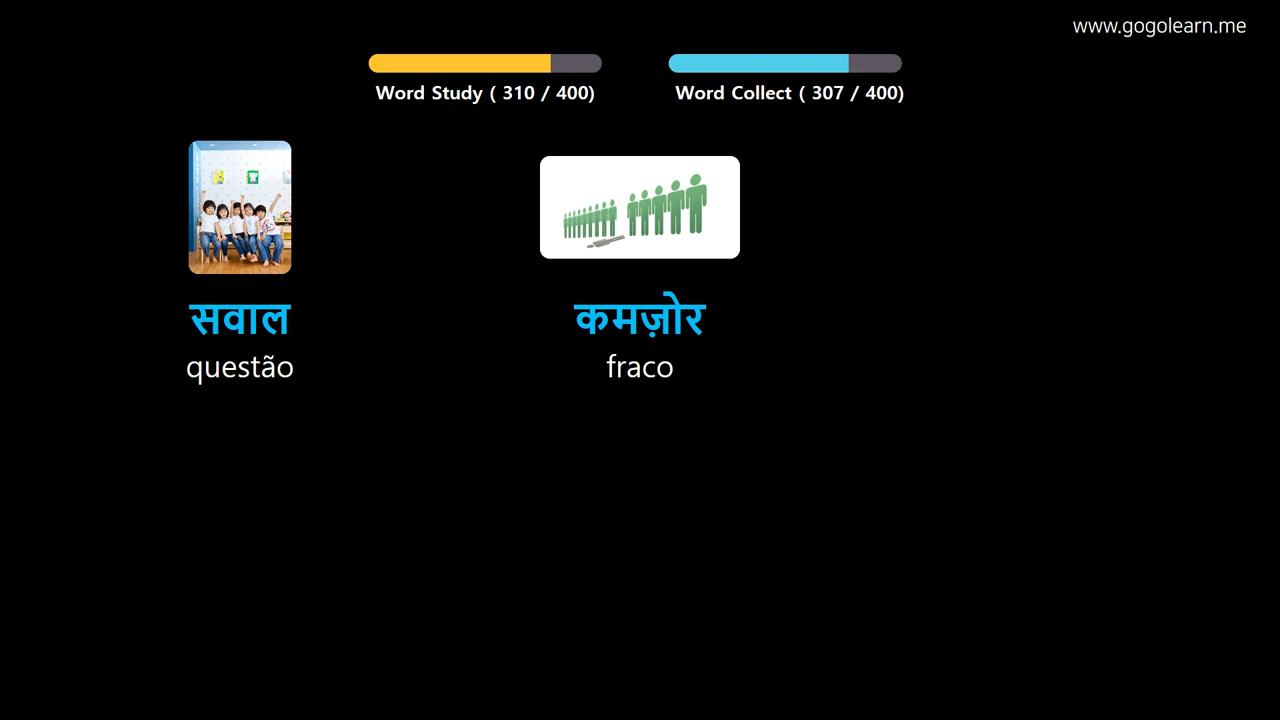 www.gogolearn.me
Word Study ( 310 / 400)
Word Collect ( 307 / 400)
सवाल
questão
कमज़ोर
fraco